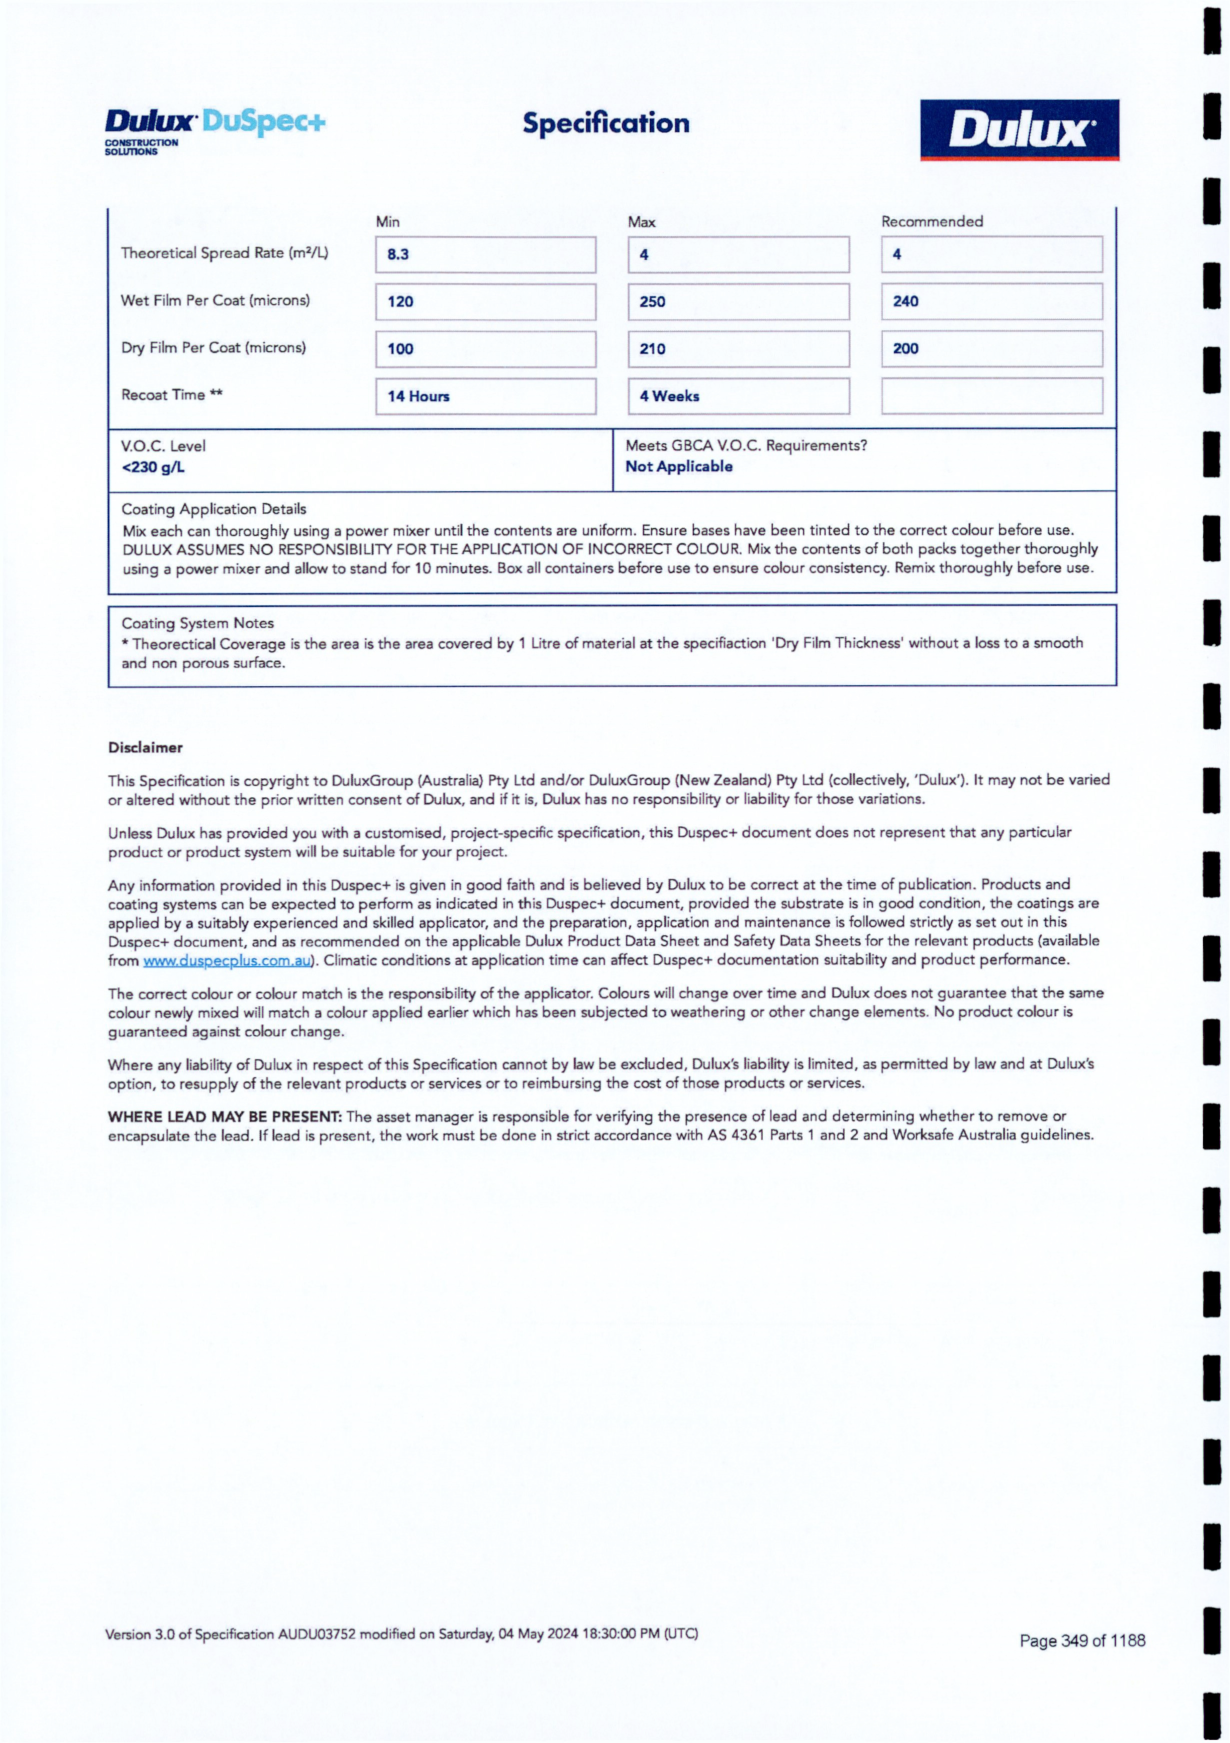 Dulux DuSpec+
CONSTRUCTION
SOLUTIONS
Specification
Dulux
Min Max Recommended
Theoretical Spread Rate (m²/L) 8.3 4 4
Wet Film Per Coat (microns) 120 250 240
Dry Film Per Coat (microns) 100 210 200
Recoat Time ** 14 Hours 4 Weeks
V.O.C. Level
<230 g/L
Meets GBCA V.O.C. Requirements?
Not Applicable
Coating Application Details
Mix each can thoroughly using a power mixer until the contents are uniform. Ensure bases have been tinted to the correct colour before use.
DULUX ASSUMES NO RESPONSIBILITY FOR THE APPLICATION OF INCORRECT COLOUR. Mix the contents of both packs together thoroughly
using a power mixer and allow to stand for 10 minutes. Box all containers before use to ensure colour consistency. Remix thoroughly before use.
Coating System Notes
* Theorectical Coverage is the area is the area covered by 1 Litre of material at the specifiaction 'Dry Film Thickness' without a loss to a smooth
and non porous surface.
Disclaimer
This Specification is copyright to DuluxGroup (Australia) Pty Ltd and/or DuluxGroup (New Zealand) Pty Ltd (collectively, 'Dulux'). It may not be varied
or altered without the prior written consent of Dulux, and if it is, Dulux has no responsibility or liability for those variations.
Unless Dulux has provided you with a customised, project-specific specification, this Duspec+ document does not represent that any particular
product or product system will be suitable for your project.
Any information provided in this Duspec+ is given in good faith and is believed by Dulux to be correct at the time of publication. Products and
coating systems can be expected to perform as indicated in this Duspec+ document, provided the substrate is in good condition, the coatings are
applied by a suitably experienced and skilled applicator, and the preparation, application and maintenance is followed strictly as set out in this
Duspec+ document, and as recommended on the applicable Dulux Product Data Sheet and Safety Data Sheets for the relevant products (available
from www.duspecplus.com.au). Climatic conditions at application time can affect Duspec+ documentation suitability and product performance.
The correct colour or colour match is the responsibility of the applicator. Colours will change over time and Dulux does not guarantee that the same
colour newly mixed will match a colour applied earlier which has been subjected to weathering or other change elements. No product colour is
guaranteed against colour change.
Where any liability of Dulux in respect of this Specification cannot by law be excluded, Dulux's liability is limited, as permitted by law and at Dulux's
option, to resupply of the relevant products or services or to reimbursing the cost of those products or services.
WHERE LEAD MAY BE PRESENT: The asset manager is responsible for verifying the presence of lead and determining whether to remove or
encapsulate the lead. If lead is present, the work must be done in strict accordance with AS 4361 Parts 1 and 2 and Worksafe Australia guidelines.
Version 3.0 of Specification AUDU03752 modified on Saturday, 04 May 2024 18:30:00 PM (UTC)
Page 349 of 1188